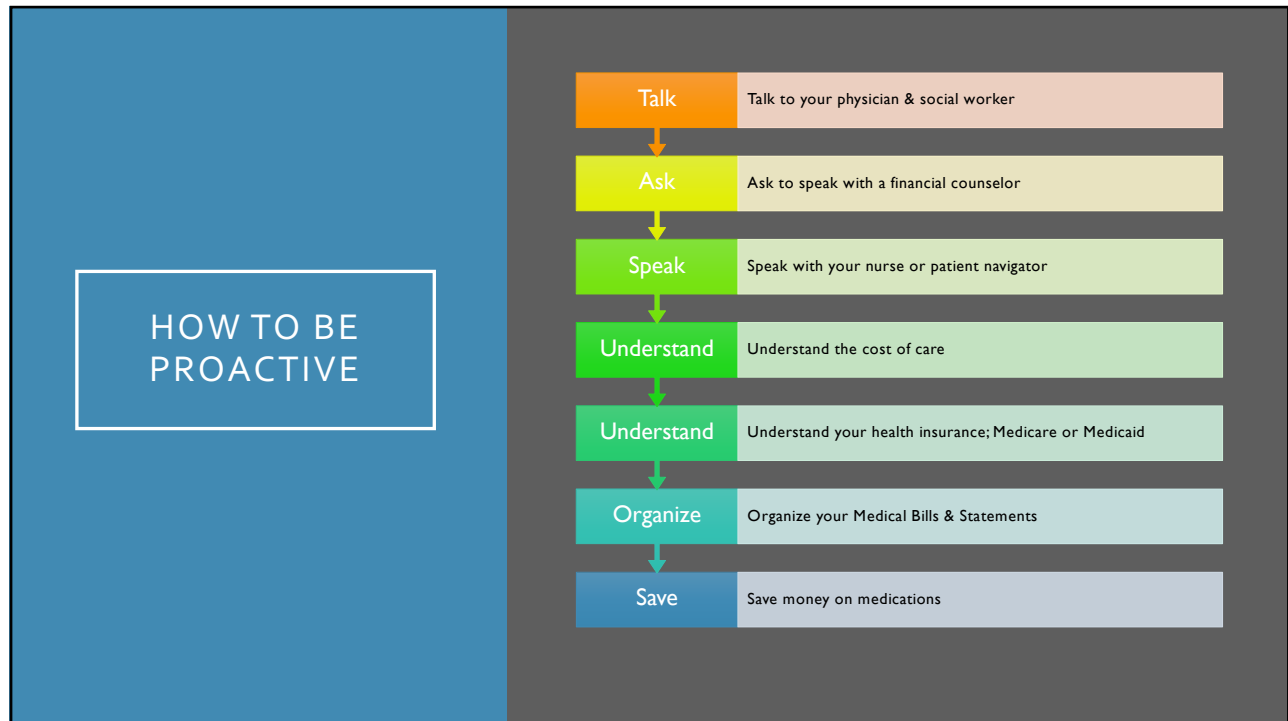 HOW TO BE
PROACTIVE
Talk
Talk to your physician & social worker
Ask
Ask to speak with a financial counselor
Speak
Speak with your nurse or patient navigator
Understand
Understand the cost of care
Understand
Understand your health insurance; Medicare or Medicaid
Organize
Organize your Medical Bills & Statements
Save
Save money on medications